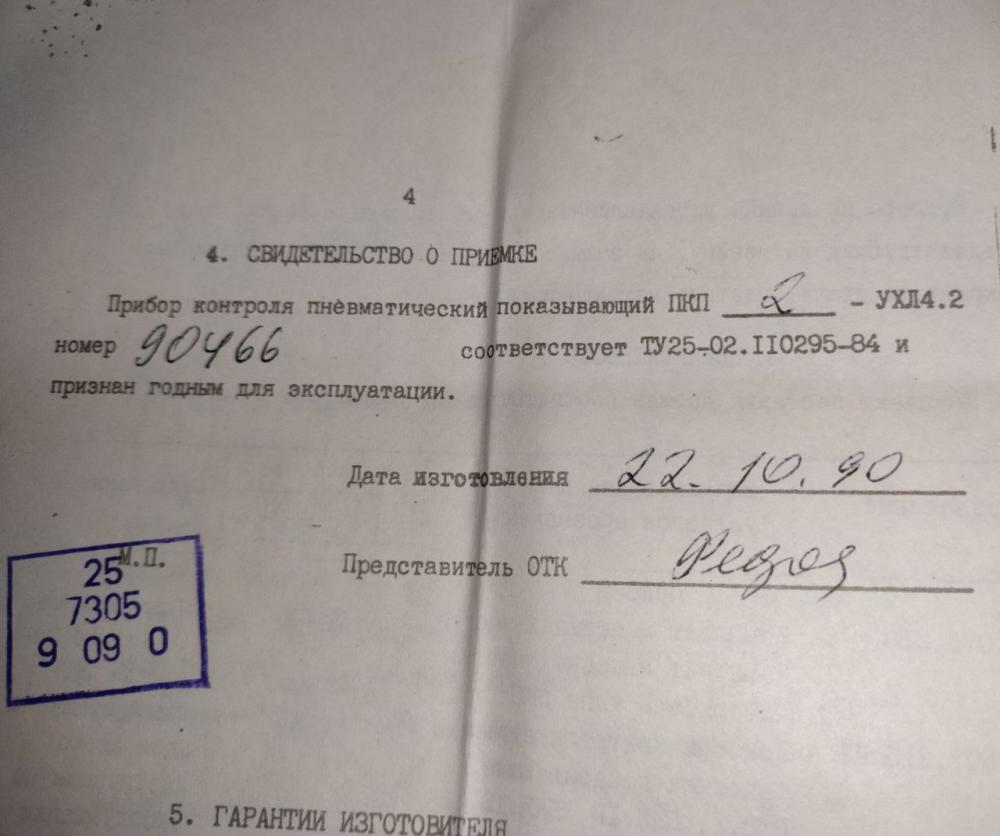 4
4. СВИДЕТЕЛЬСТВО О ПРИЕМКЕ
Прибор контроля пневматический показывающий ПКП 2 - УХЛ4.2
номер 90466 соответствует ТУ25-02.II0295-84 и
признан годным для эксплуатации.
Дата изготовления 22.10.90
М.П.
Представитель ОТК
25
7305
9 09 0
5. ГАРАНТИИ ИЗГОТОВИТЕЛЯ